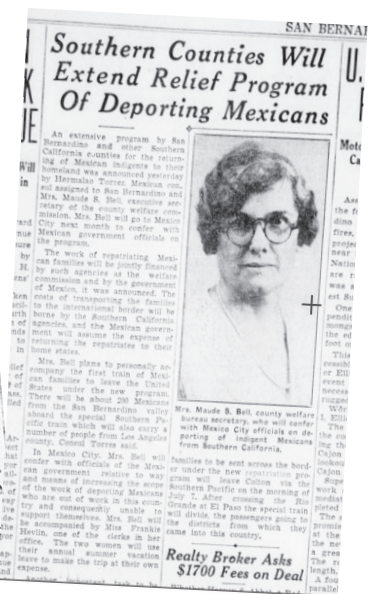 SAN BERNAR
Southern Counties Will
Extend Relief Program
Of Deporting Mexicans
An extensive program by San
Bernardino and other Southern
California counties for the return-
ing of Mexican indigents to their
homeland was announced yesterday
by Hermalao Torres, Mexican con-
sul assigned to San Bernardino and
Mrs. Maude S. Bell, executive sec-
retary of the county welfare com-
mission. Mrs. Bell will go to Mexico
City next month to confer with
Mexican government officials on
the program.
The work of repatriating Mexi-
can families will be jointly financed
by such agencies as the welfare
commission and by the government
of Mexico, it was announced. The
costs of transporting the families
to the international border will be
borne by the Southern California
agencies, and the Mexican govern-
ment will assume the expense of
returning the repatriates to their
home states.
Mrs. Bell plans to personally ac-
company the first train of Mexi-
can families to leave the United
States under the new program.
There will be about 200 Mexicans
from the San Bernardino valley
aboard the special Southern Pa-
cific train which will also carry a
number of people from Los Angeles
county, Consul Torres said.
In Mexico City, Mrs. Bell will
confer with officials of the Mexi-
can government relative to way
and means of increasing the scope
of the work of deporting Mexicans
who are out of work in this coun-
try and consequently unable to
support themselves. Mrs. Bell will
be accompanied by Miss Frankie
Hevlin, one of the clerks in her
office. The two women will use
their annual summer vacation
leave to make the trip at their own
expense.
Mrs. Maude S. Bell, county welfare
bureau secretary, who will confer
with Mexico City officials on de-
porting of indigent Mexicans
from Southern California.
families to be sent across the bord-
er under the new repatriation pro-
gram will leave Colton via the
Southern Pacific on the morning of
July 7. After crossing the Rio
Grande at El Paso the special train
will divide, the passengers going to
the districts from which they
came into this country.
Realty Broker Asks
$1700 Fees on Deal